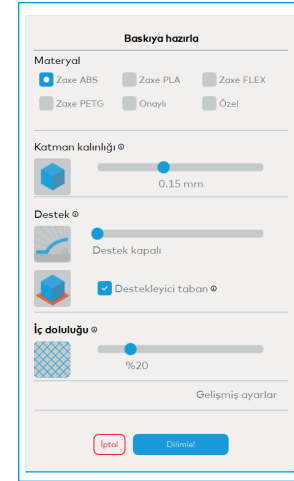 Baskıya hazırla
Materyal
Zaxe ABS Zaxe PLA Zaxe FLEX
Zaxe PETG Onaylı Özel
Katman kalınlığı
0.15 mm
Destek
Destek kapalı
Destekleyici taban
İç doluluğu
%20
Gelişmiş ayarlar
İptal Dilimle!